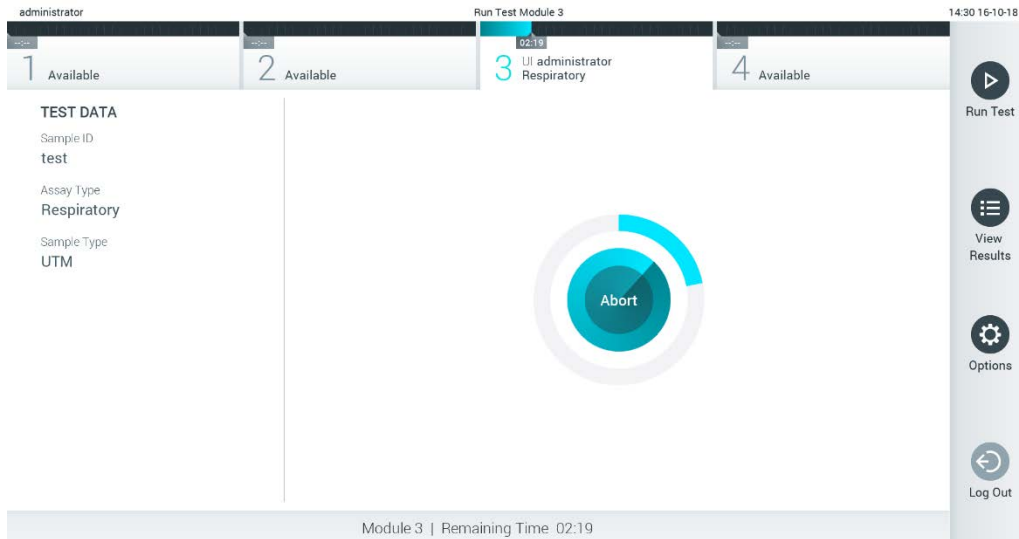 administrator
Run Test Module 3
14:30 16-10-18
--:--
1 Available
--:--
2 Available
02:19
3 UI administrator
Respiratory
--:--
4 Available
TEST DATA
Sample ID
test
Assay Type
Respiratory
Sample Type
UTM
Abort
Run Test
View
Results
Options
Log Out
Module 3 | Remaining Time 02:19